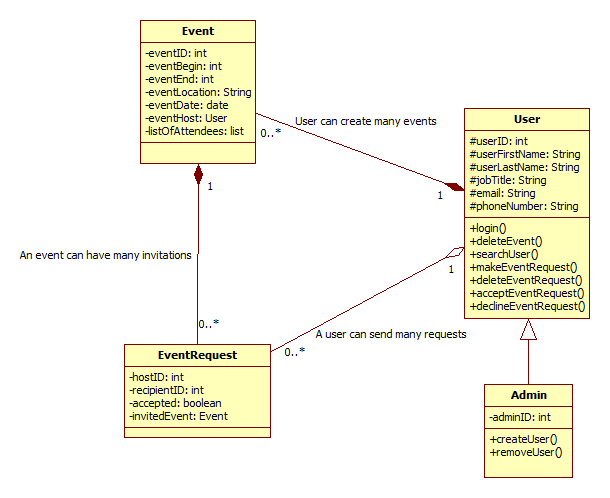 Event
-eventID: int
-eventBegin: int
-eventEnd: int
-eventLocation: String
-eventDate: date
-eventHost: User
-listOfAttendees: list
User can create many events
0..*
1
User
#userID: int
#userFirstName: String
#userLastName: String
#jobTitle: String
#email: String
#phoneNumber: String
+login()
+deleteEvent()
+searchUser()
+makeEventRequest()
+deleteEventRequest()
+acceptEventRequest()
+declineEventRequest()
1
An event can have many invitations
0..*
1
A user can send many requests
0..*
EventRequest
-hostID: int
-recipientID: int
-accepted: boolean
-invitedEvent: Event
Admin
-adminID: int
+createUser()
+removeUser()